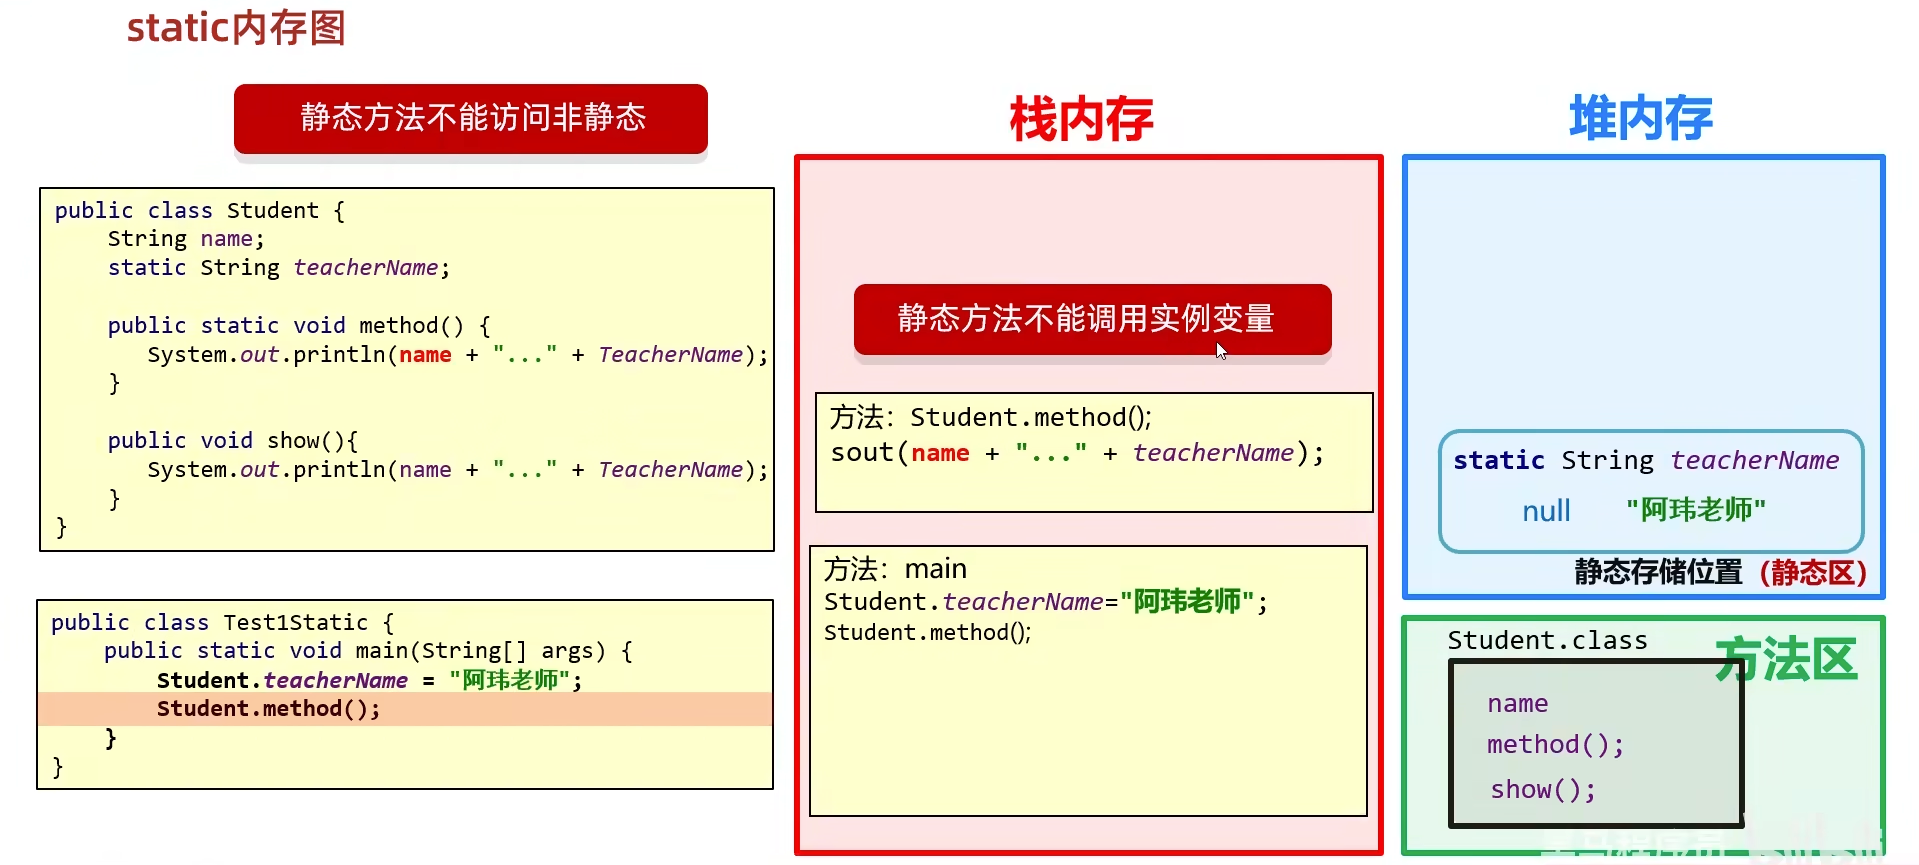 static内存图
静态方法不能访问非静态
public class Student {
String name;
static String teacherName;
public static void method() {
System.out.println(name + "..." + TeacherName);
}
public void show(){
System.out.println(name + "..." + TeacherName);
}
}
public class Test1Static {
public static void main(String[] args) {
Student.teacherName = "阿玮老师";
Student.method();
}
}
栈内存
静态方法不能调用实例变量
方法：Student.method();
sout(name + "..." + teacherName);
方法：main
Student.teacherName="阿玮老师";
Student.method();
堆内存
static String teacherName
null "阿玮老师"
静态存储位置（静态区）
Student.class
方法区
name
method();
show();